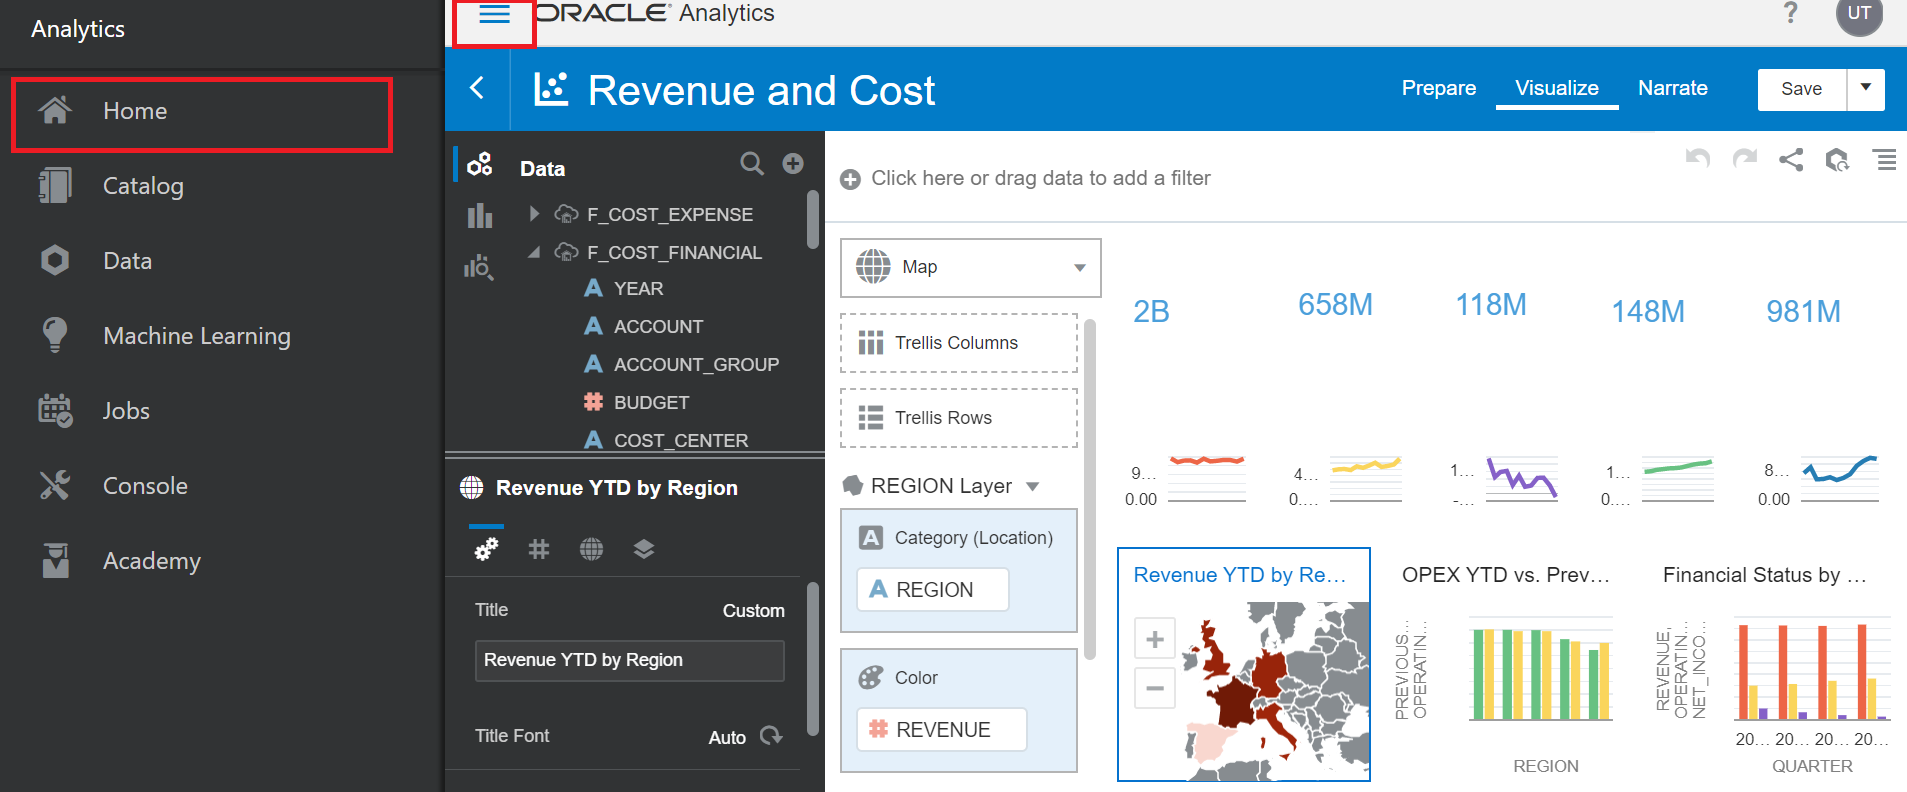 Analytics
Home
Catalog
Data
Machine Learning
Jobs
Console
Academy
ORACLE Analytics
?
UT
Revenue and Cost
Prepare
Visualize
Narrate
Save
Data
F_COST_EXPENSE
F_COST_FINANCIAL
A YEAR
A ACCOUNT
A ACCOUNT_GROUP
# BUDGET
A COST_CENTER
Revenue YTD by Region
Title
Custom
Revenue YTD by Region
Title Font
Auto
Click here or drag data to add a filter
Map
Trellis Columns
Trellis Rows
REGION Layer
A Category (Location)
A REGION
Color
# REVENUE
2B
658M
118M
148M
981M
9...
0.00
4...
0....
1...
-...
1...
0....
8...
0.00
Revenue YTD by Re...
+
−
OPEX YTD vs. Prev...
PREVIOUS...
OPERATIN...
REGION
Financial Status by ...
REVENUE,
OPERATIN...
NET_INCO...
20... 20... 20... 20...
QUARTER